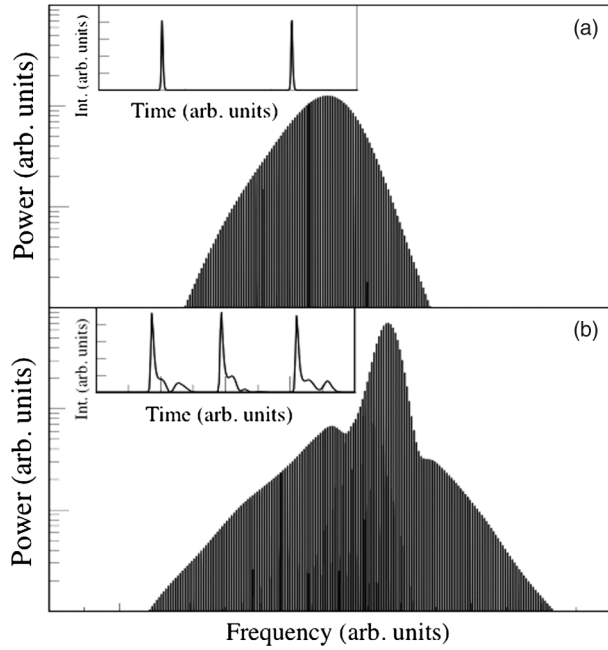 (a)
Int. (arb. units)
Time (arb. units)
Power (arb. units)
(b)
Int. (arb. units)
Time (arb. units)
Power (arb. units)
Frequency (arb. units)